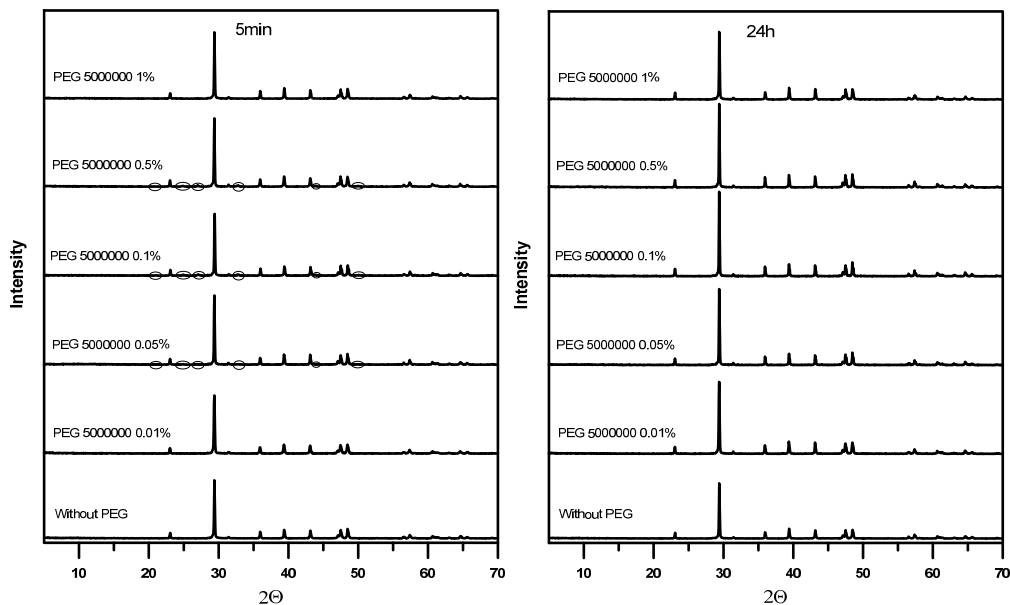 5min
PEG 5000000 1%
PEG 5000000 0.5%
PEG 5000000 0.1%
PEG 5000000 0.05%
PEG 5000000 0.01%
Without PEG
Intensity
10 20 30 40 50 60 70
2Θ
24h
PEG 5000000 1%
PEG 5000000 0.5%
PEG 5000000 0.1%
PEG 5000000 0.05%
PEG 5000000 0.01%
Without PEG
Intensity
10 20 30 40 50 60 70
2Θ